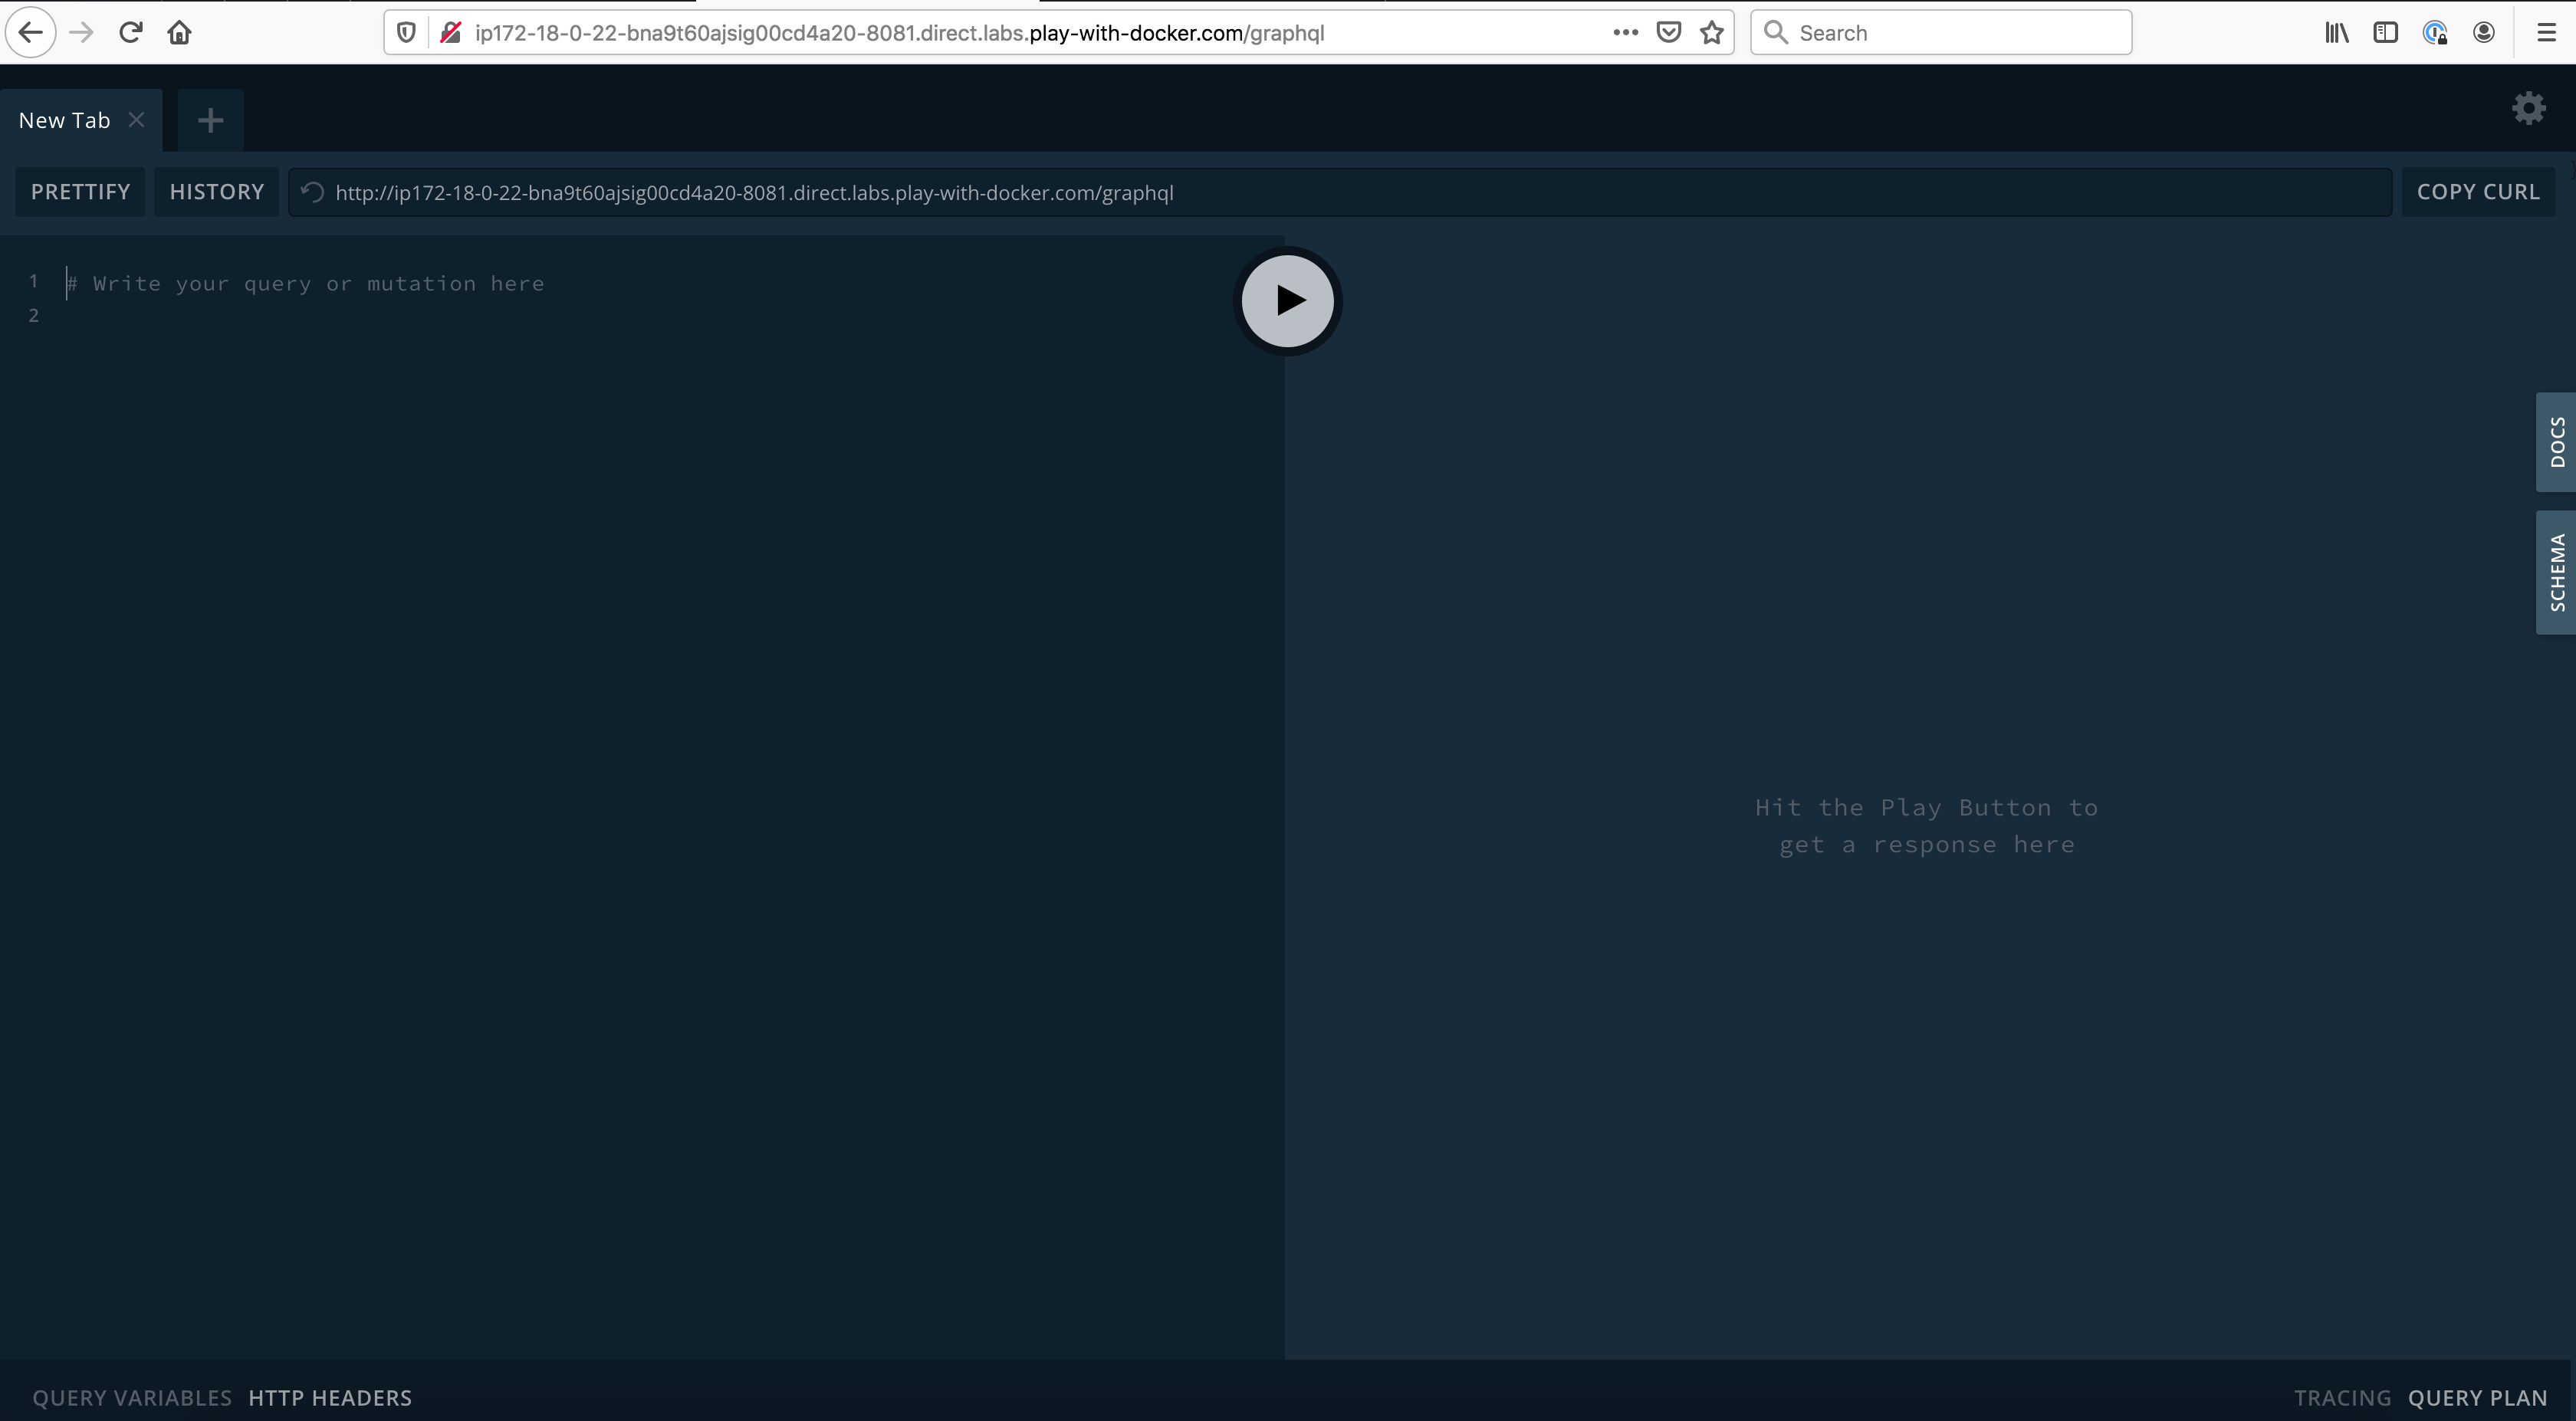 ip172-18-0-22-bna9t60ajsig00cd4a20-8081.direct.labs.play-with-docker.com/graphql
Search
New Tab
PRETTIFY
HISTORY
http://ip172-18-0-22-bna9t60ajsig00cd4a20-8081.direct.labs.play-with-docker.com/graphql
COPY CURL
1 # Write your query or mutation here
2
DOCS
SCHEMA
Hit the Play Button to
get a response here
QUERY VARIABLES
HTTP HEADERS
TRACING
QUERY PLAN